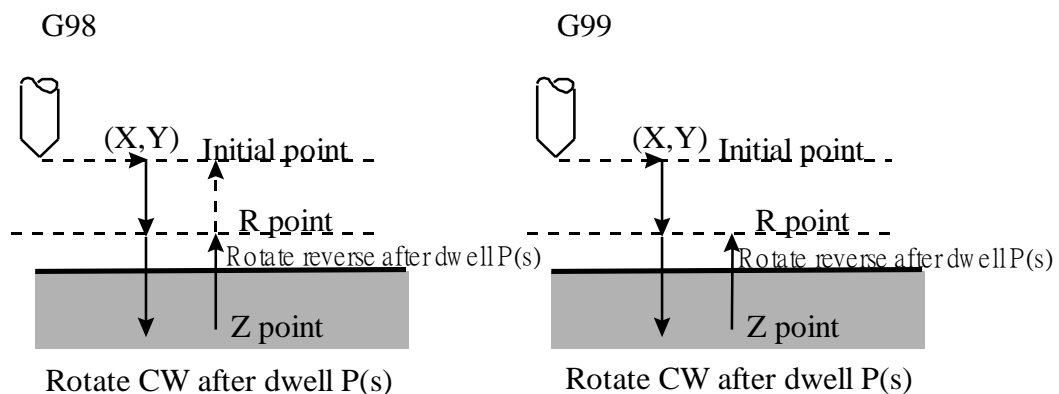 G98
(X,Y)
Initial point
R point
Rotate reverse after dwell P(s)
Z point
Rotate CW after dwell P(s)
G99
(X,Y)
Initial point
R point
Rotate reverse after dwell P(s)
Z point
Rotate CW after dwell P(s)